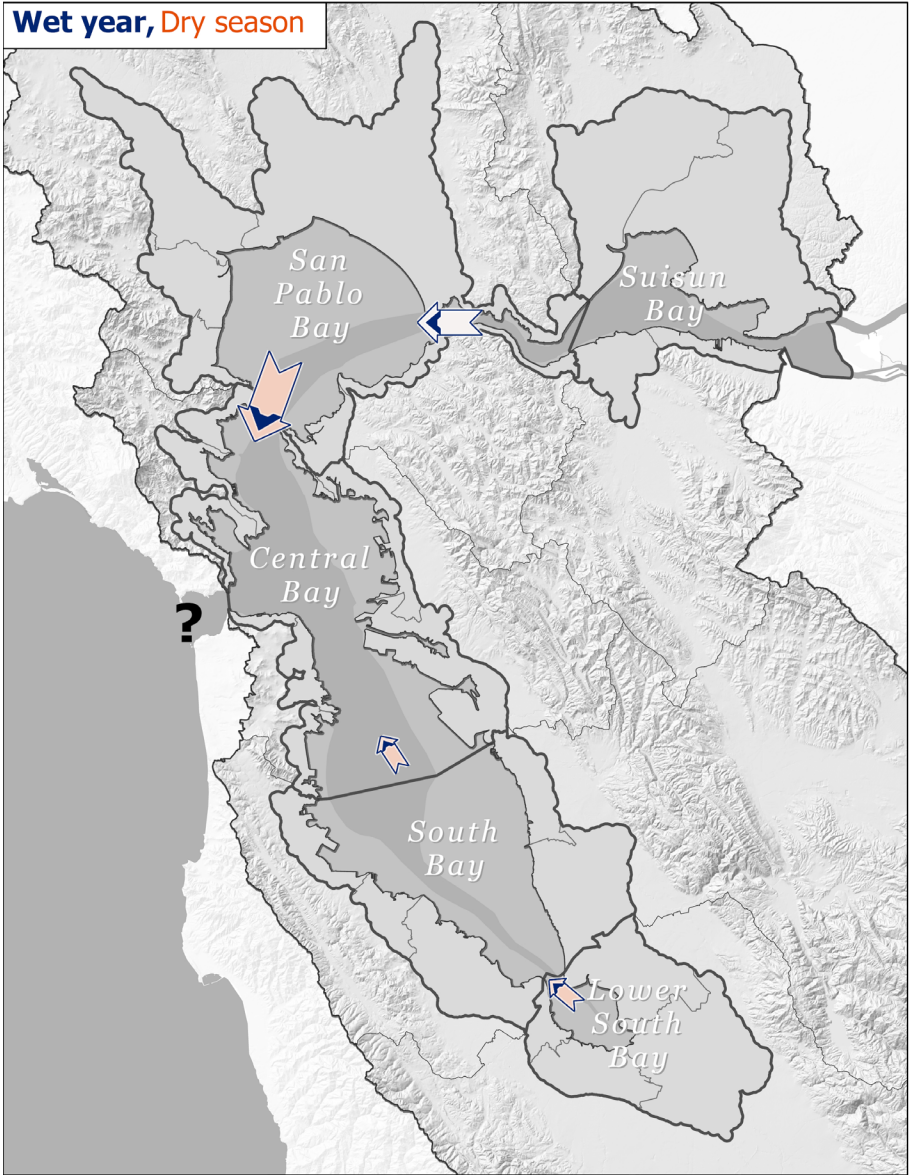 Wet year, Dry season
San
Pablo
Bay
Suisun
Bay
Central
Bay
?
South
Bay
Lower
South
Bay